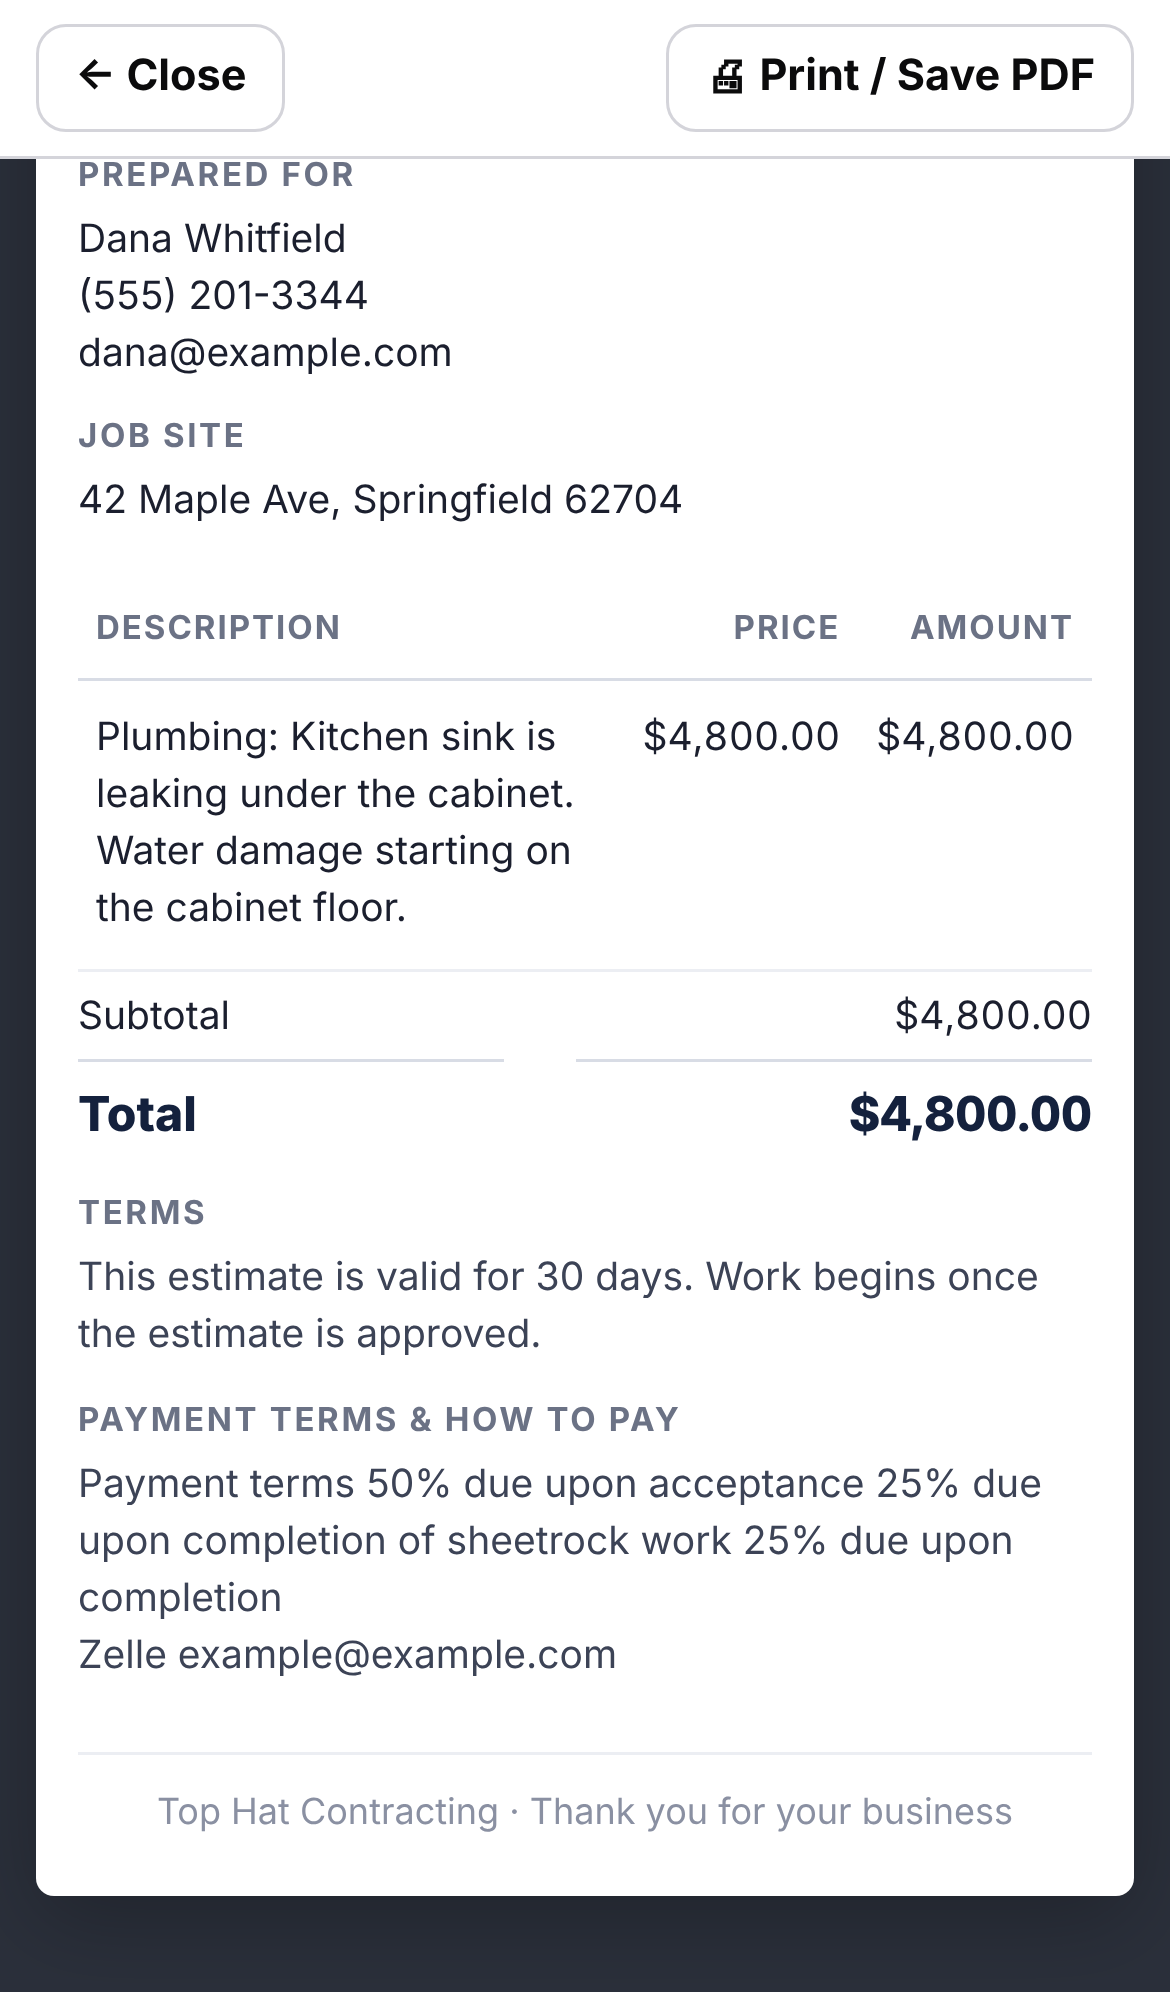 ← Close
🖨 Print / Save PDF
PREPARED FOR
Dana Whitfield
(555) 201-3344
dana@example.com
JOB SITE
42 Maple Ave, Springfield 62704
DESCRIPTION PRICE AMOUNT
Plumbing: Kitchen sink is $4,800.00 $4,800.00
leaking under the cabinet.
Water damage starting on
the cabinet floor.
Subtotal $4,800.00
Total $4,800.00
TERMS
This estimate is valid for 30 days. Work begins once
the estimate is approved.
PAYMENT TERMS & HOW TO PAY
Payment terms 50% due upon acceptance 25% due
upon completion of sheetrock work 25% due upon
completion
Zelle example@example.com
Top Hat Contracting · Thank you for your business